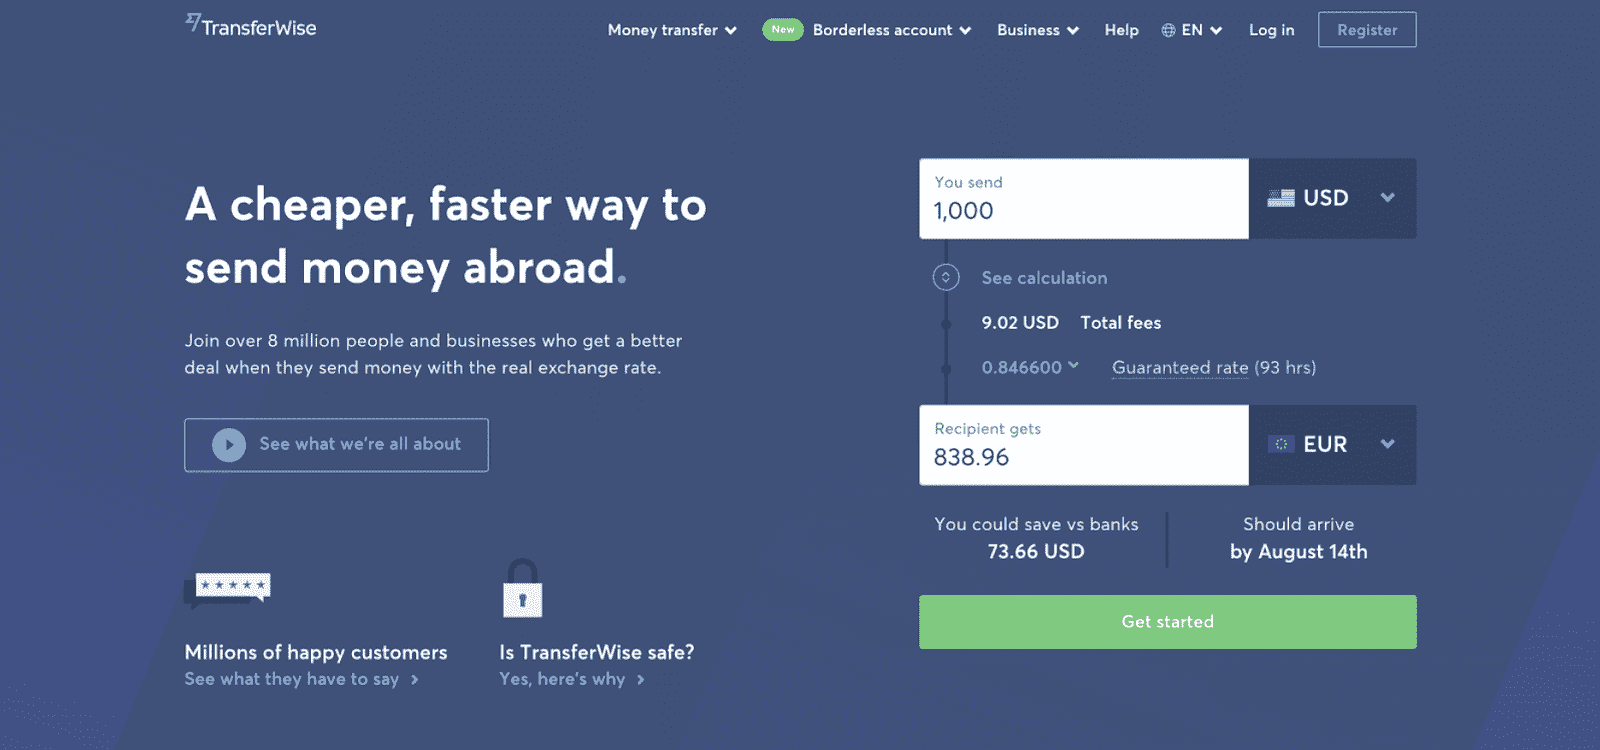 TransferWise
Money transfer
New
Borderless account
Business
Help
EN
Log in
Register
A cheaper, faster way to
send money abroad.
Join over 8 million people and businesses who get a better
deal when they send money with the real exchange rate.
See what we're all about
Millions of happy customers
See what they have to say
Is TransferWise safe?
Yes, here's why
You send
1,000
USD
See calculation
9.02 USD Total fees
0.846600 Guaranteed rate (93 hrs)
Recipient gets
838.96
EUR
You could save vs banks
73.66 USD
Should arrive
by August 14th
Get started